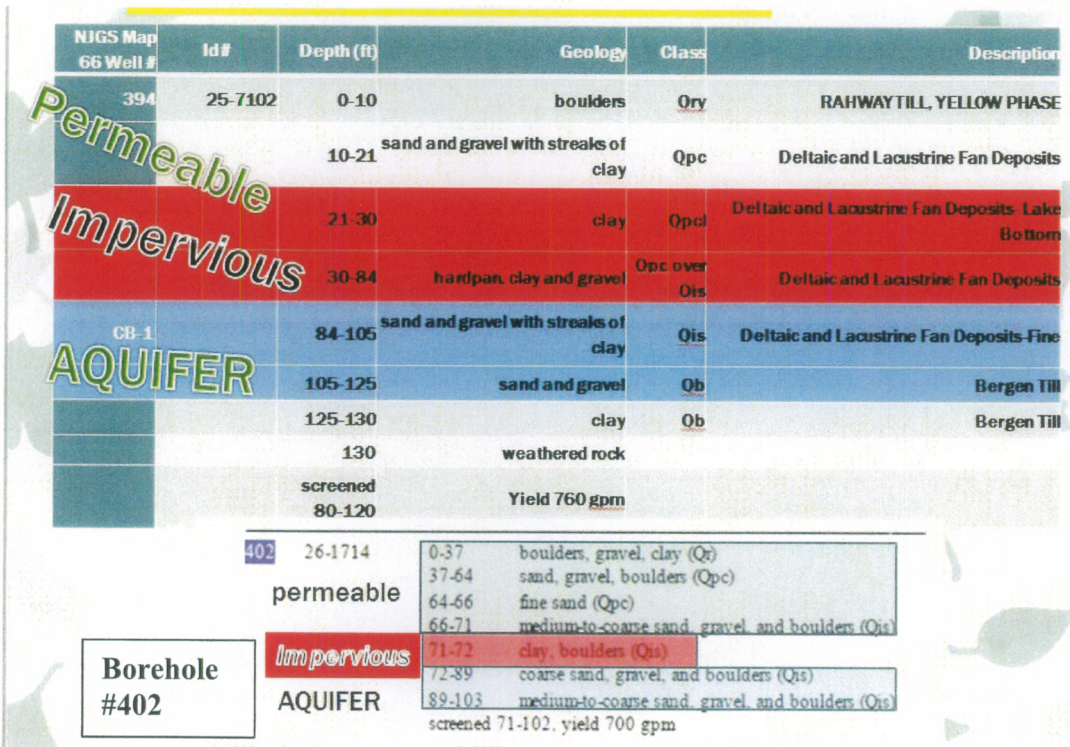 NJGS Map 66 Well # Id# Depth (ft) Geology Class Description
394 25-7102 0-10 boulders Qry RAHWAY TILL, YELLOW PHASE
Permeable
10-21 sand and gravel with streaks of clay Qpc Deltaic and Lacustrine Fan Deposits
Impervious
21-30 clay Qpcl Deltaic and Lacustrine Fan Deposits- Lake Bottom
30-84 hardpan, clay and gravel Qpc over Qis Deltaic and Lacustrine Fan Deposits
CB-1 84-105 sand and gravel with streaks of clay Qis Deltaic and Lacustrine Fan Deposits-Fine
AQUIFER
105-125 sand and gravel Qb Bergen Till
125-130 clay Qb Bergen Till
130 weathered rock
screened 80-120 Yield 760 gpm
402 26-1714 0-37 boulders, gravel, clay (Qr)
37-64 sand, gravel, boulders (Qpc)
permeable
64-66 fine sand (Qpc)
66-71 medium-to-coarse sand, gravel, and boulders (Qis)
Impervious 71-72 clay, boulders (Qis)
72-89 coarse sand, gravel, and boulders (Qis)
AQUIFER 89-103 medium-to-coarse sand, gravel, and boulders (Qis)
screened 71-102, yield 700 gpm
Borehole
#402